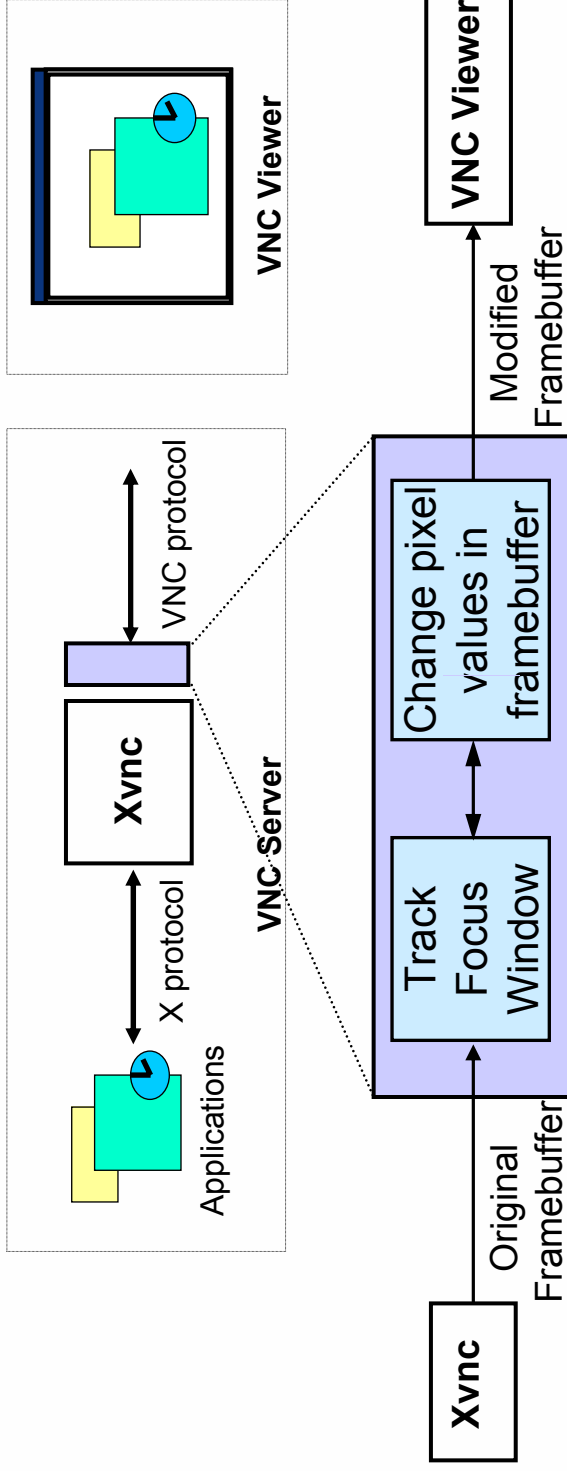 Applications
X protocol
Xvnc
VNC protocol
VNC Server
VNC Viewer
Xvnc
Original
Framebuffer
Track
Focus
Window
Change pixel
values in
framebuffer
Modified
Framebuffer
VNC Viewer